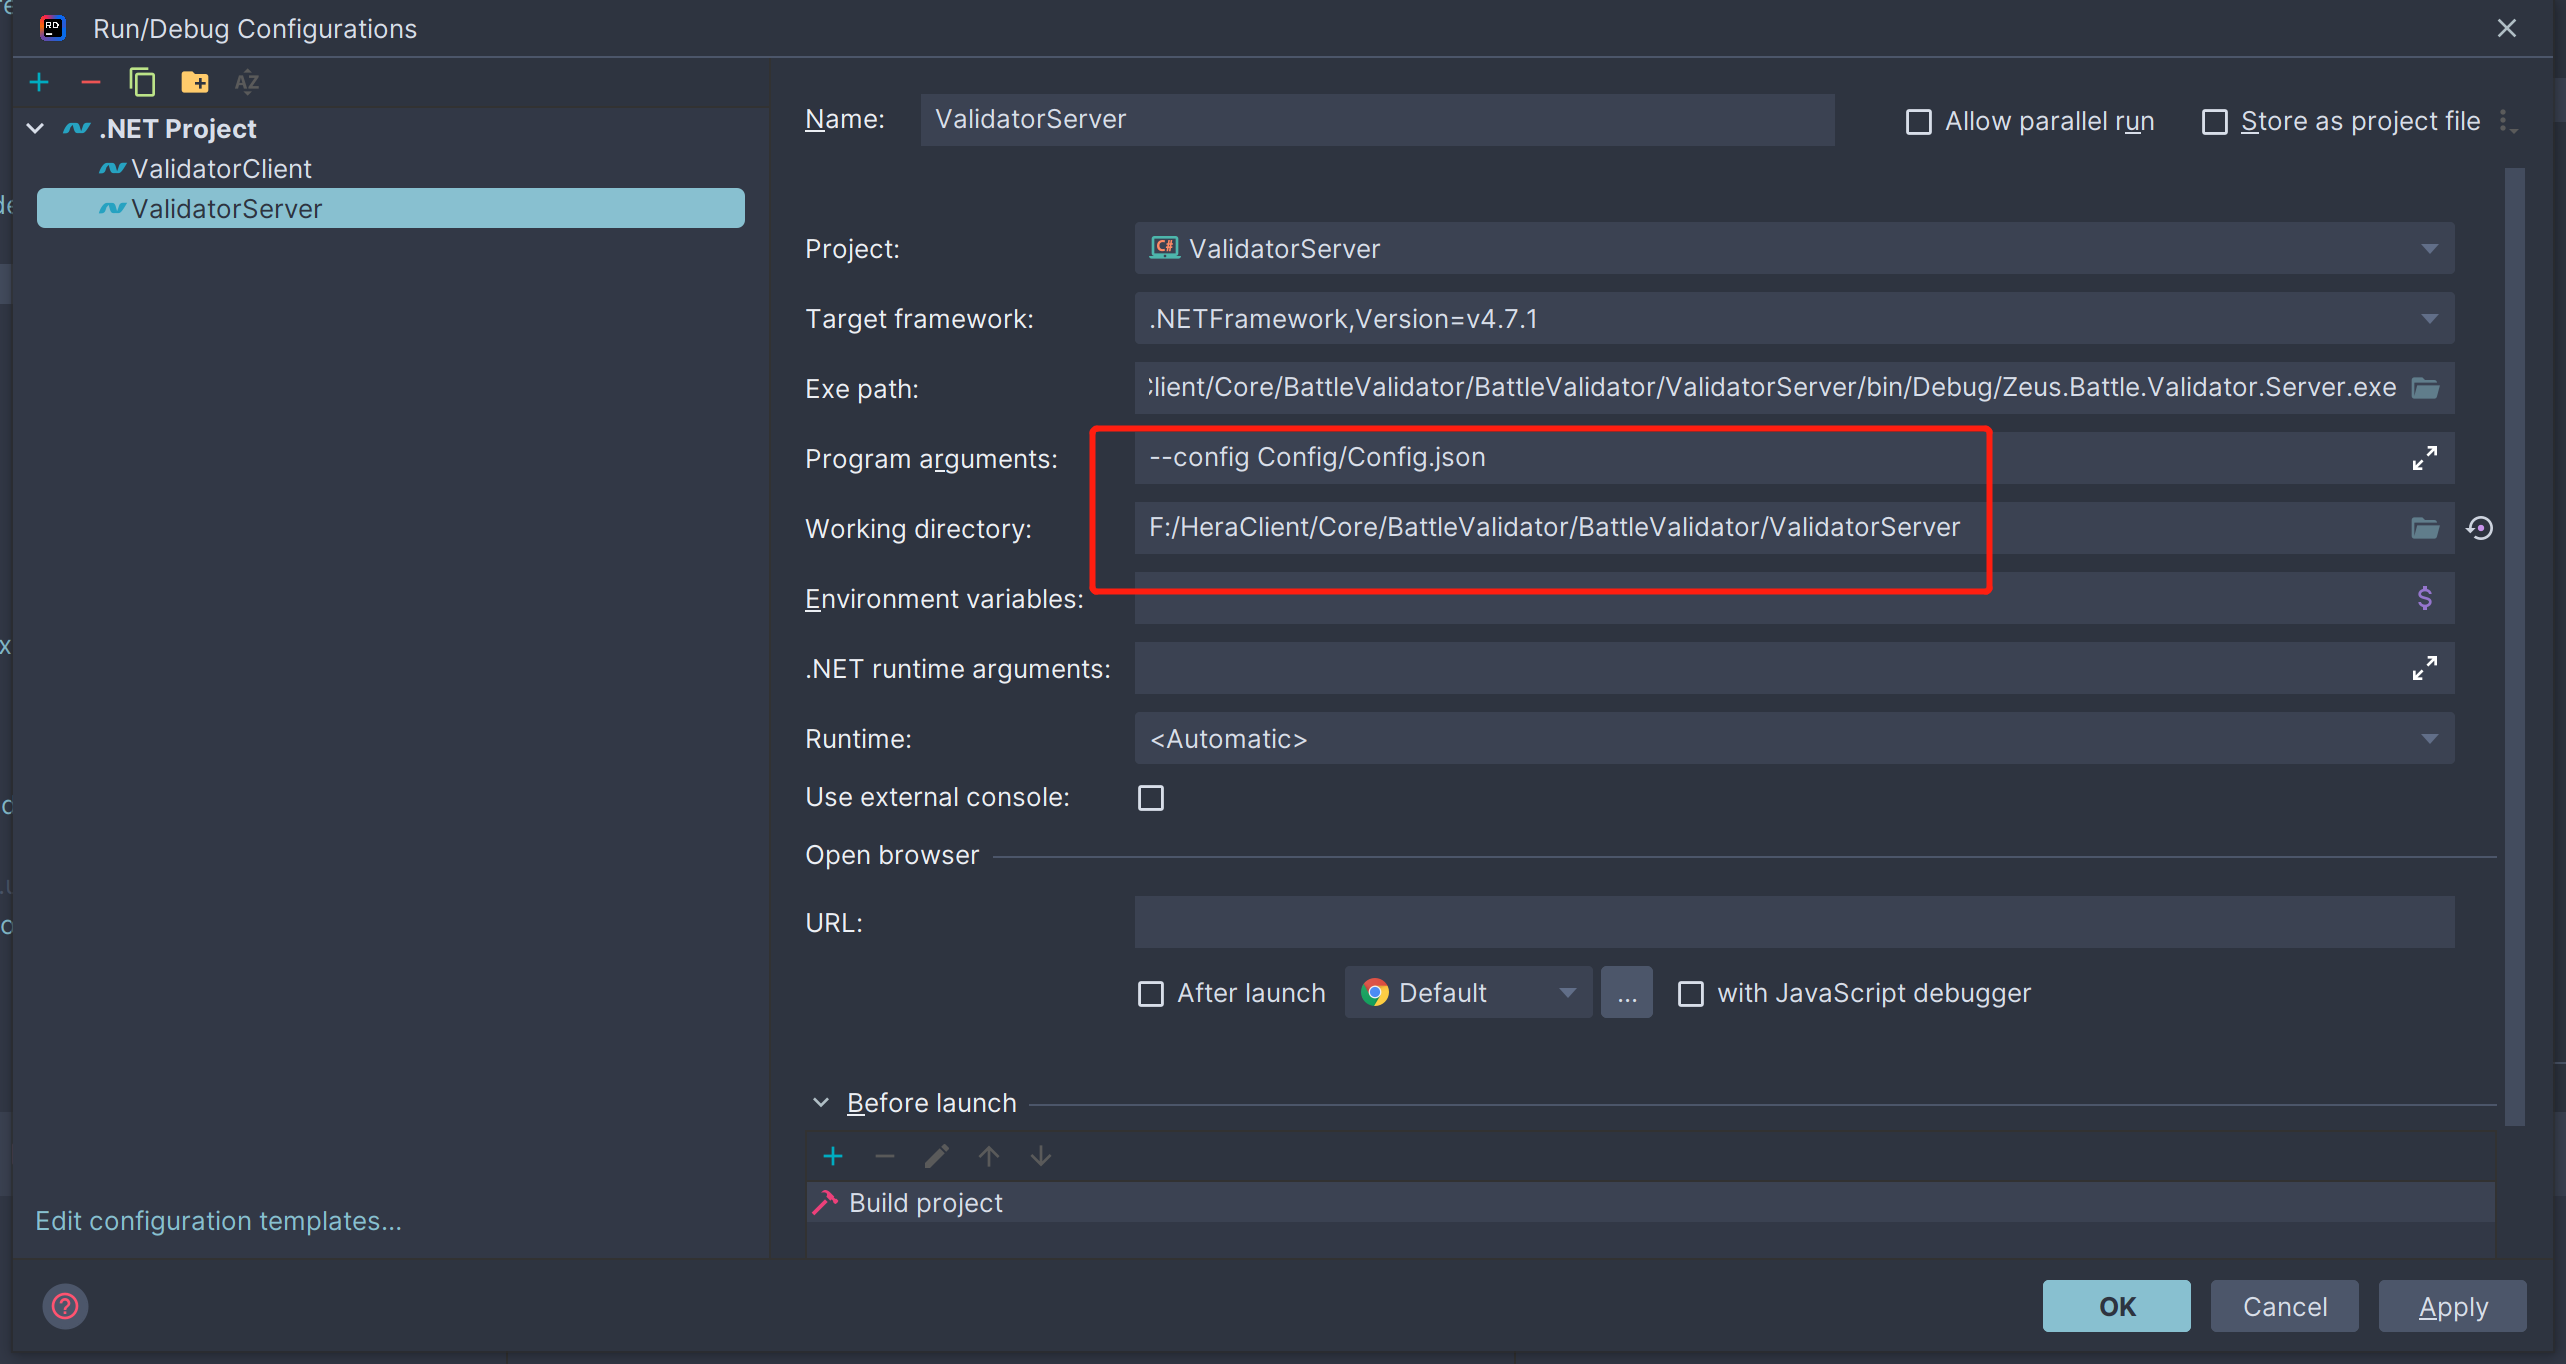 Run/Debug Configurations
.NET Project
ValidatorClient
ValidatorServer
Name: ValidatorServer Allow parallel run Store as project file
Project: C# ValidatorServer
Target framework: .NETFramework,Version=v4.7.1
Exe path: lient/Core/BattleValidator/BattleValidator/ValidatorServer/bin/Debug/Zeus.Battle.Validator.Server.exe
Program arguments: --config Config/Config.json
Working directory: F:/HeraClient/Core/BattleValidator/BattleValidator/ValidatorServer
Environment variables: $
.NET runtime arguments:
Runtime: <Automatic>
Use external console:
Open browser
URL:
After launch Default ... with JavaScript debugger
Before launch
Build project
Edit configuration templates...
? OK Cancel Apply